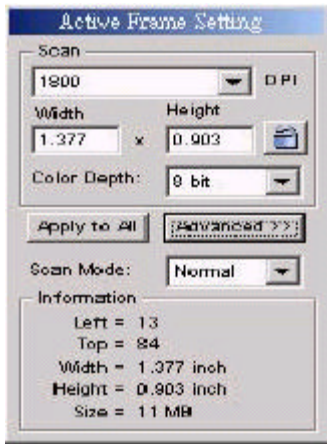 Active Frame Setting
Scan
1800 DPI
Width Height
1.377 x 0.903
Color Depth: 8 bit
Apply to All Advanced >>
Scan Mode: Normal
Information
Left = 13
Top = 84
Width = 1.377 inch
Height = 0.903 inch
Size = 11 MB